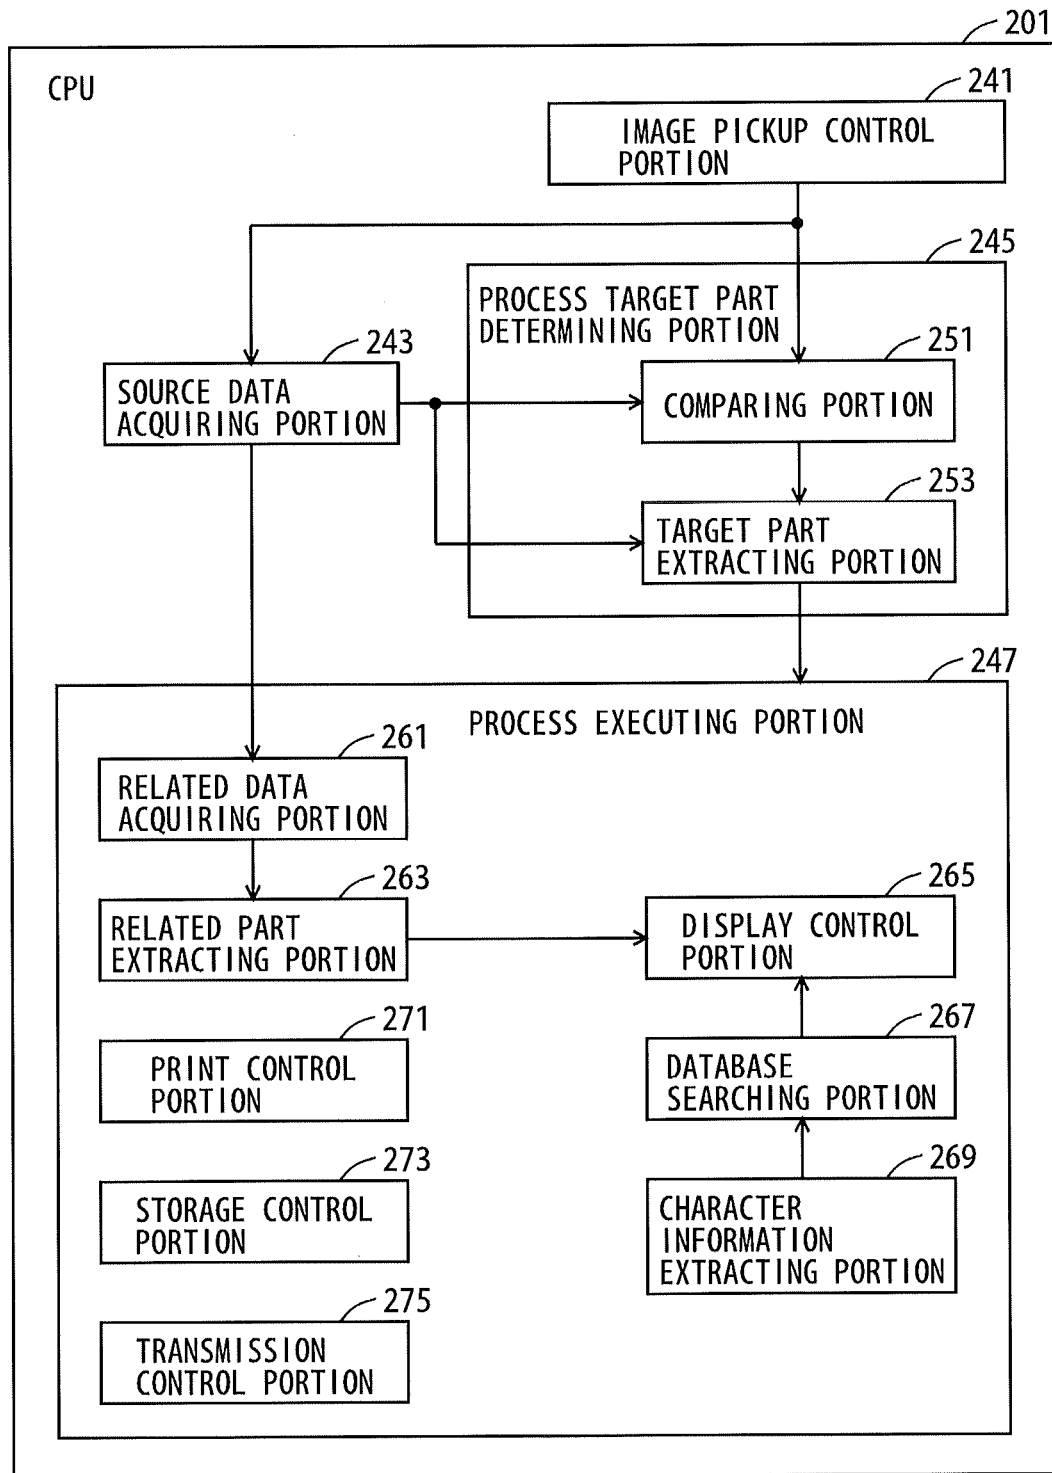 201
CPU
241
IMAGE PICKUP CONTROL
PORTION
245
PROCESS TARGET PART
DETERMINING PORTION
243
SOURCE DATA
ACQUIRING PORTION
251
COMPARING PORTION
253
TARGET PART
EXTRACTING PORTION
247
PROCESS EXECUTING PORTION
261
RELATED DATA
ACQUIRING PORTION
263
RELATED PART
EXTRACTING PORTION
265
DISPLAY CONTROL
PORTION
271
PRINT CONTROL
PORTION
267
DATABASE
SEARCHING PORTION
273
STORAGE CONTROL
PORTION
269
CHARACTER
INFORMATION
EXTRACTING PORTION
275
TRANSMISSION
CONTROL PORTION